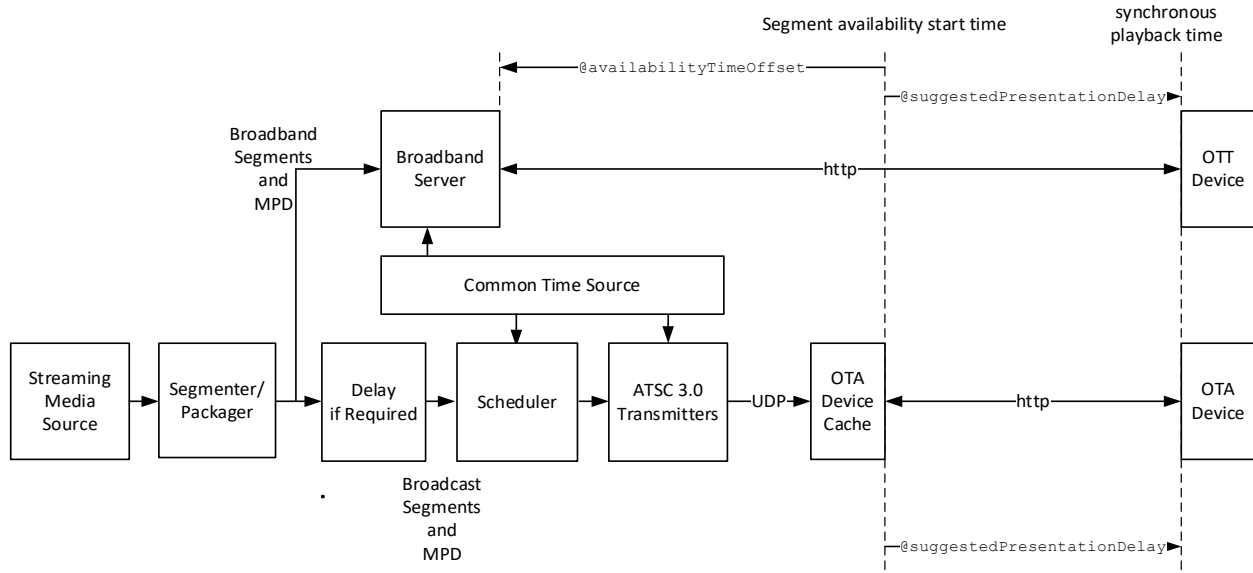 Segment availability start time
synchronous
playback time
@availabilityTimeOffset
@suggestedPresentationDelay
Broadband
Segments
and
MPD
Broadband
Server
http
OTT
Device
Common Time Source
Streaming
Media
Source
Segmenter/
Packager
Delay
if Required
Scheduler
ATSC 3.0
Transmitters
UDP
OTA
Device
Cache
http
OTA
Device
Broadcast
Segments
and
MPD
@suggestedPresentationDelay